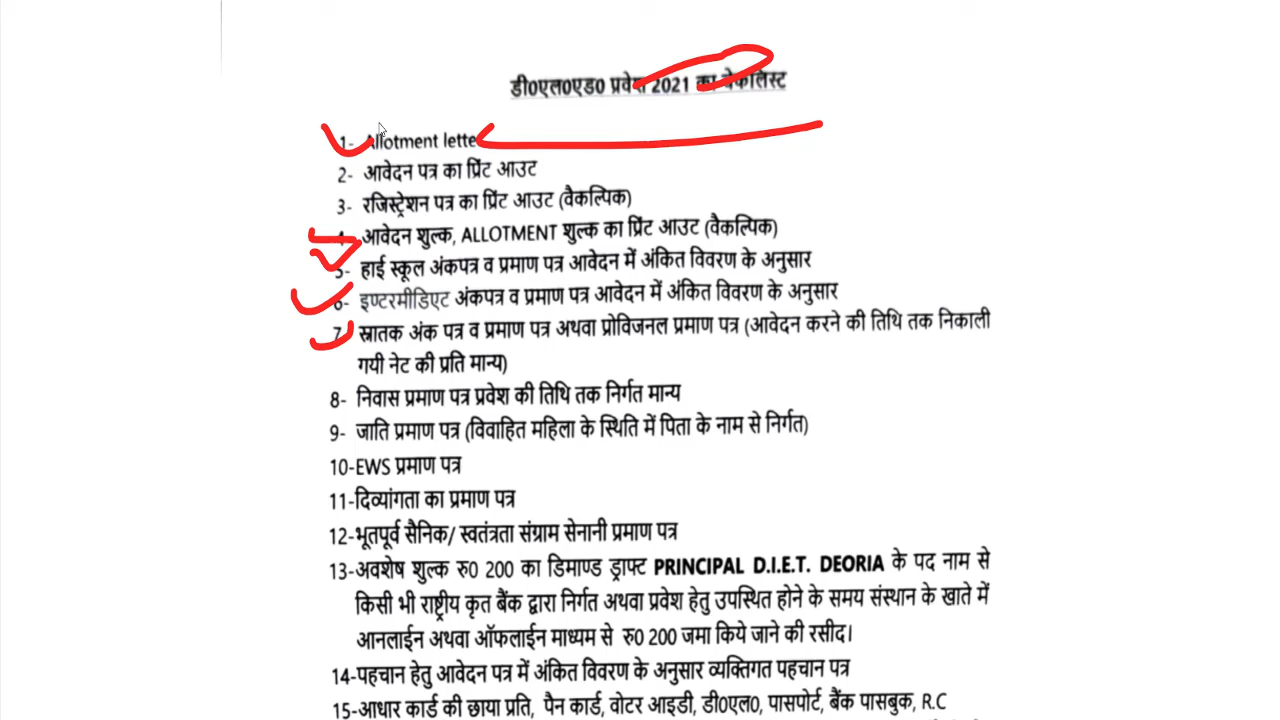 डी0एल0एड0 प्रवेश 2021 का चेकलिस्ट
1- Allotment letter
2- आवेदन पत्र का प्रिंट आउट
3- रजिस्ट्रेशन पत्र का प्रिंट आउट (वैकल्पिक)
4- आवेदन शुल्क, ALLOTMENT शुल्क का प्रिंट आउट (वैकल्पिक)
5- हाई स्कूल अंकपत्र व प्रमाण पत्र आवेदन में अंकित विवरण के अनुसार
6- इण्टरमीडिएट अंकपत्र व प्रमाण पत्र आवेदन में अंकित विवरण के अनुसार
7- स्नातक अंक पत्र व प्रमाण पत्र अथवा प्रोविजनल प्रमाण पत्र (आवेदन करने की तिथि तक निकाली
गयी नेट की प्रति मान्य)
8- निवास प्रमाण पत्र प्रवेश की तिथि तक निर्गत मान्य
9- जाति प्रमाण पत्र (विवाहित महिला के स्थिति में पिता के नाम से निर्गत)
10-EWS प्रमाण पत्र
11-दिव्यांगता का प्रमाण पत्र
12-भूतपूर्व सैनिक/ स्वतंत्रता संग्राम सेनानी प्रमाण पत्र
13-अवशेष शुल्क रु0 200 का डिमाण्ड ड्राफ्ट PRINCIPAL D.I.E.T. DEORIA के पद नाम से
किसी भी राष्ट्रीय कृत बैंक द्वारा निर्गत अथवा प्रवेश हेतु उपस्थित होने के समय संस्थान के खाते में
आनलाईन अथवा ऑफलाईन माध्यम से रु0 200 जमा किये जाने की रसीद।
14-पहचान हेतु आवेदन पत्र में अंकित विवरण के अनुसार व्यक्तिगत पहचान पत्र
15-आधार कार्ड की छाया प्रति, पैन कार्ड, वोटर आइडी, डी0एल0, पासपोर्ट, बैंक पासबुक, R.C